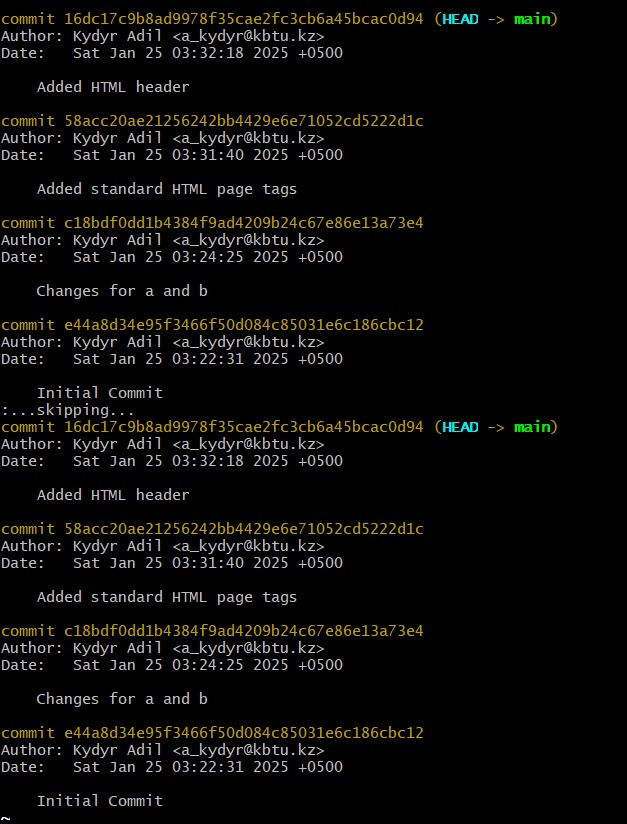 commit 16dc17c9b8ad9978f35cae2fc3cb6a45bcac0d94 (HEAD -> main)
Author: Kydyr Adil <a_kydyr@kbtu.kz>
Date:   Sat Jan 25 03:32:18 2025 +0500

    Added HTML header

commit 58acc20ae21256242bb4429e6e71052cd5222d1c
Author: Kydyr Adil <a_kydyr@kbtu.kz>
Date:   Sat Jan 25 03:31:40 2025 +0500

    Added standard HTML page tags

commit c18bdf0dd1b4384f9ad4209b24c67e86e13a73e4
Author: Kydyr Adil <a_kydyr@kbtu.kz>
Date:   Sat Jan 25 03:24:25 2025 +0500

    Changes for a and b

commit e44a8d34e95f3466f50d084c85031e6c186cbc12
Author: Kydyr Adil <a_kydyr@kbtu.kz>
Date:   Sat Jan 25 03:22:31 2025 +0500

    Initial Commit
:...skipping...
commit 16dc17c9b8ad9978f35cae2fc3cb6a45bcac0d94 (HEAD -> main)
Author: Kydyr Adil <a_kydyr@kbtu.kz>
Date:   Sat Jan 25 03:32:18 2025 +0500

    Added HTML header

commit 58acc20ae21256242bb4429e6e71052cd5222d1c
Author: Kydyr Adil <a_kydyr@kbtu.kz>
Date:   Sat Jan 25 03:31:40 2025 +0500

    Added standard HTML page tags

commit c18bdf0dd1b4384f9ad4209b24c67e86e13a73e4
Author: Kydyr Adil <a_kydyr@kbtu.kz>
Date:   Sat Jan 25 03:24:25 2025 +0500

    Changes for a and b

commit e44a8d34e95f3466f50d084c85031e6c186cbc12
Author: Kydyr Adil <a_kydyr@kbtu.kz>
Date:   Sat Jan 25 03:22:31 2025 +0500

    Initial Commit
~